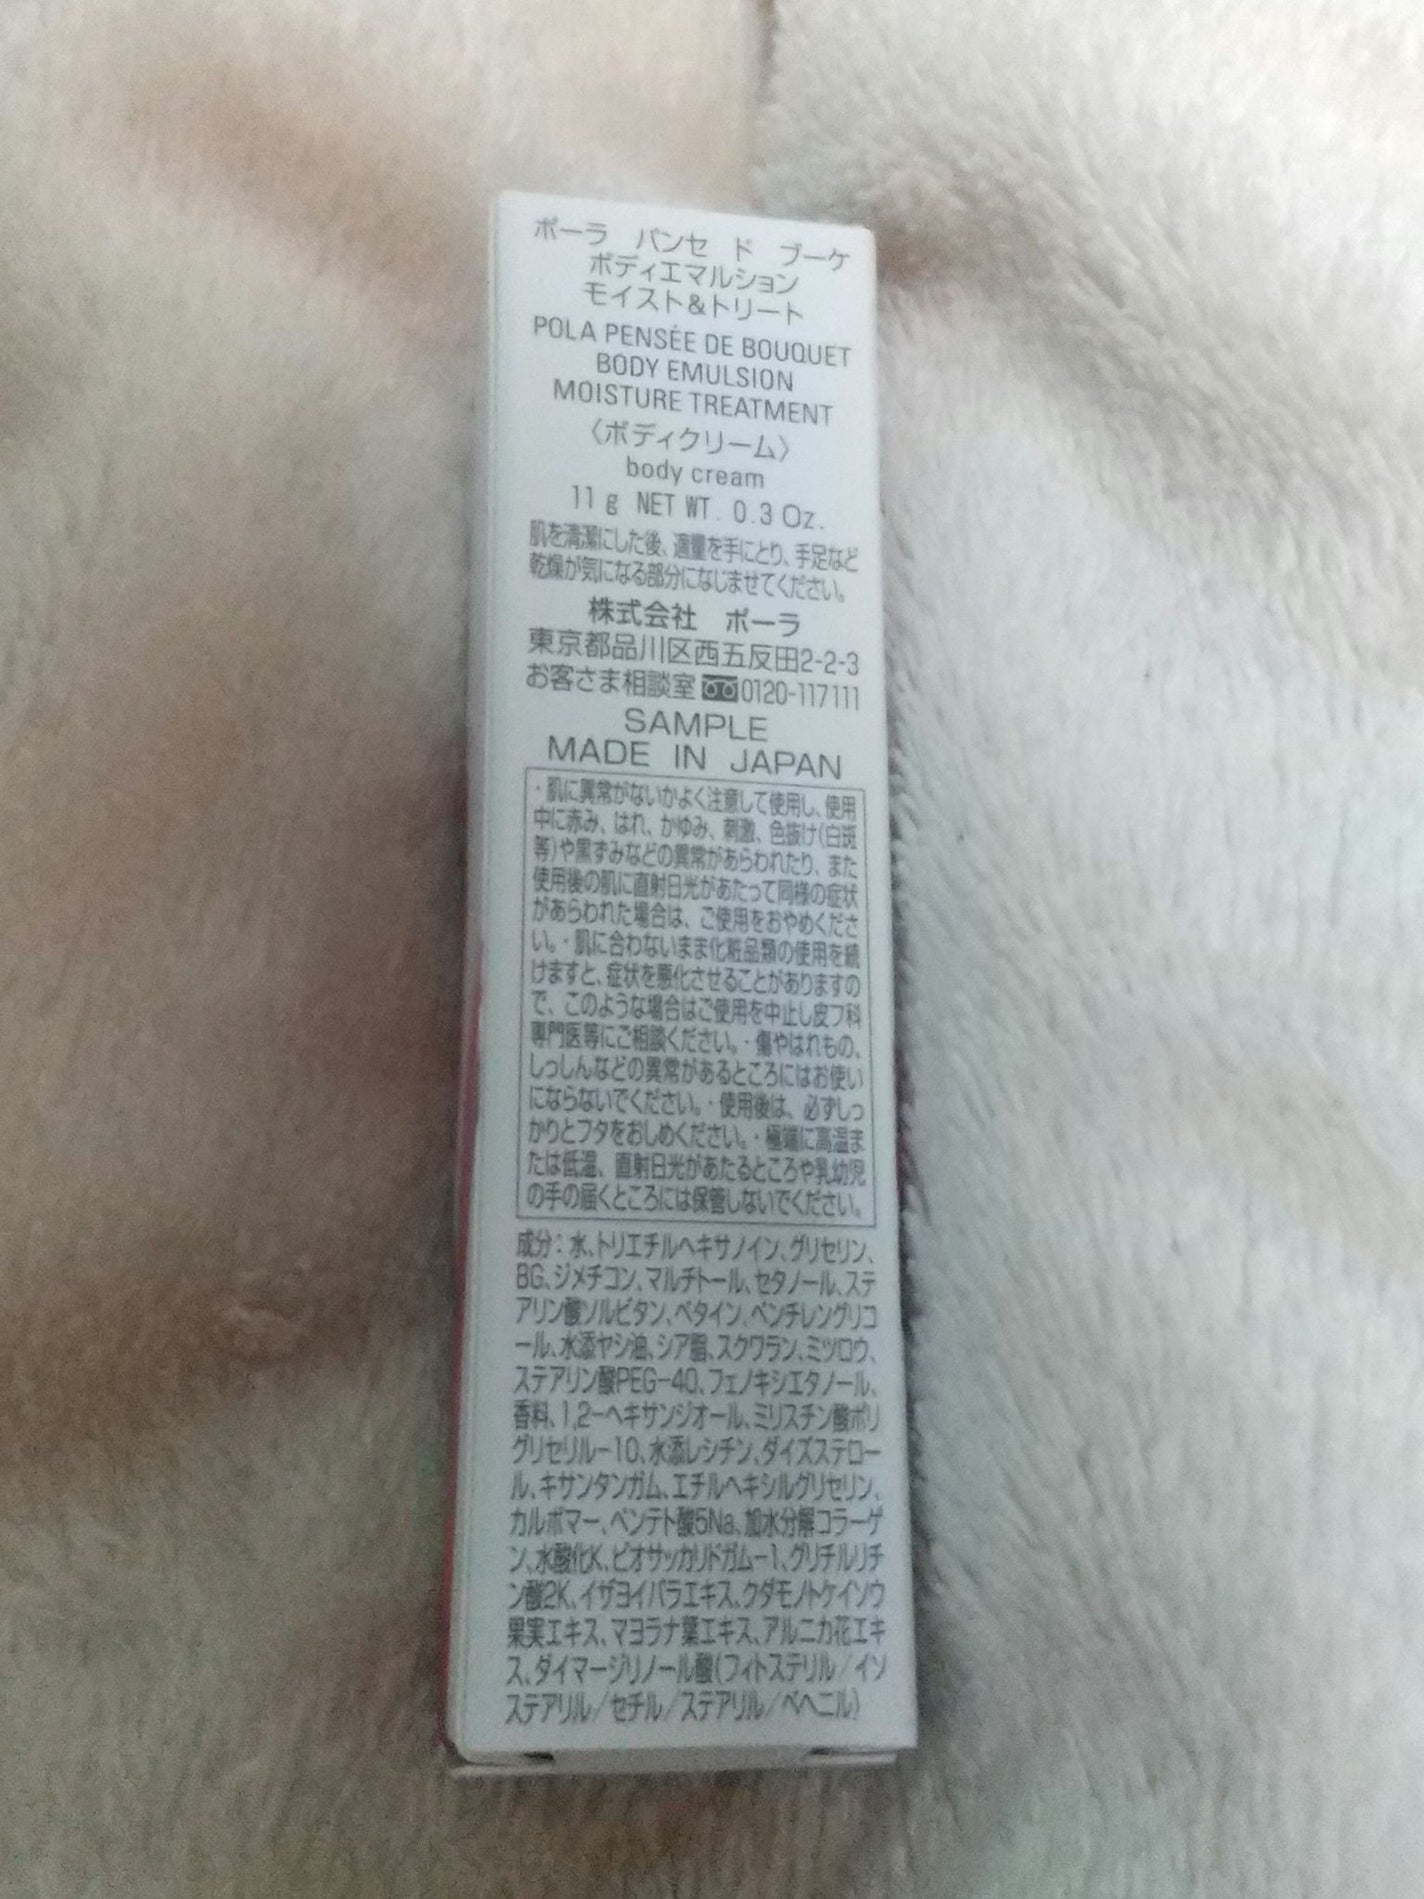 ポーラ パンセ ド ブーケ
ボディエマルション
モイスト&トリート
POLA PENSÉE DE BOUQUET
BODY EMULSION
MOISTURE TREATMENT
〈ボディクリーム〉
body cream
11 g NET WT. 0.3 Oz.
肌を清潔にした後、適量を手にとり、手足など
乾燥が気になる部分になじませてください。
株式会社 ポーラ
東京都品川区西五反田2-2-3
お客さま相談室 0120-117111
SAMPLE
MADE IN JAPAN
・肌に異常がないかよく注意して使用し、使用
中に赤み、はれ、かゆみ、刺激、色抜け(白斑
等)や黒ずみなどの異常があらわれたり、また
使用後の肌に直射日光があたって同様の症状
があらわれた場合は、ご使用をおやめくださ
い。・肌に合わないまま化粧品類の使用を続
けますと、症状を悪化させることがありますの
で、このような場合はご使用を中止し皮フ科
専門医等にご相談ください。・傷やはれもの、
しっしんなどの異常があるところにはお使い
にならないでください。・使用後は、必ずしっ
かりとフタをおしめください。・極端に高温ま
たは低温、直射日光があたるところや乳幼児
の手の届くところには保管しないでください。
成分：水、トリエチルヘキサノイン、グリセリン、
BG、ジメチコン、マルチトール、セタノール、ステ
アリン酸ソルビタン、ベタイン、ペンチレングリコ
ール、水添ヤシ油、シア脂、スクワラン、ミツロウ、
ステアリン酸PEG-40、フェノキシエタノール、
香料、1,2-ヘキサンジオール、ミリスチン酸ポリ
グリセリル-10、水添レシチン、ダイズステロー
ル、キサンタンガム、エチルヘキシルグリセリン、
カルボマー、ペンテト酸5Na、加水分解コラーゲ
ン、水酸化K、ビオサッカリドガム-1、グリチルリチ
ン酸2K、イザヨイバラエキス、クダモノトケイソウ
果実エキス、マヨラナ葉エキス、アルニカ花エキ
ス、ダイマージリノール酸(フィトステリル/イソ
ステアリル/セチル/ステアリル/ベヘニル)